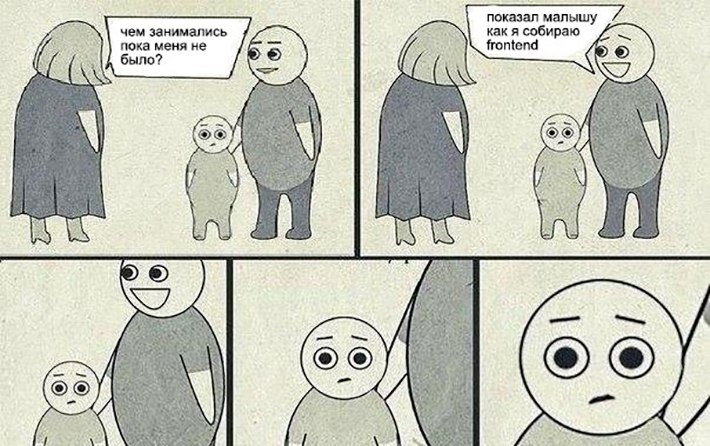 чем занимались
пока меня не
было?
показал малышу
как я собираю
frontend